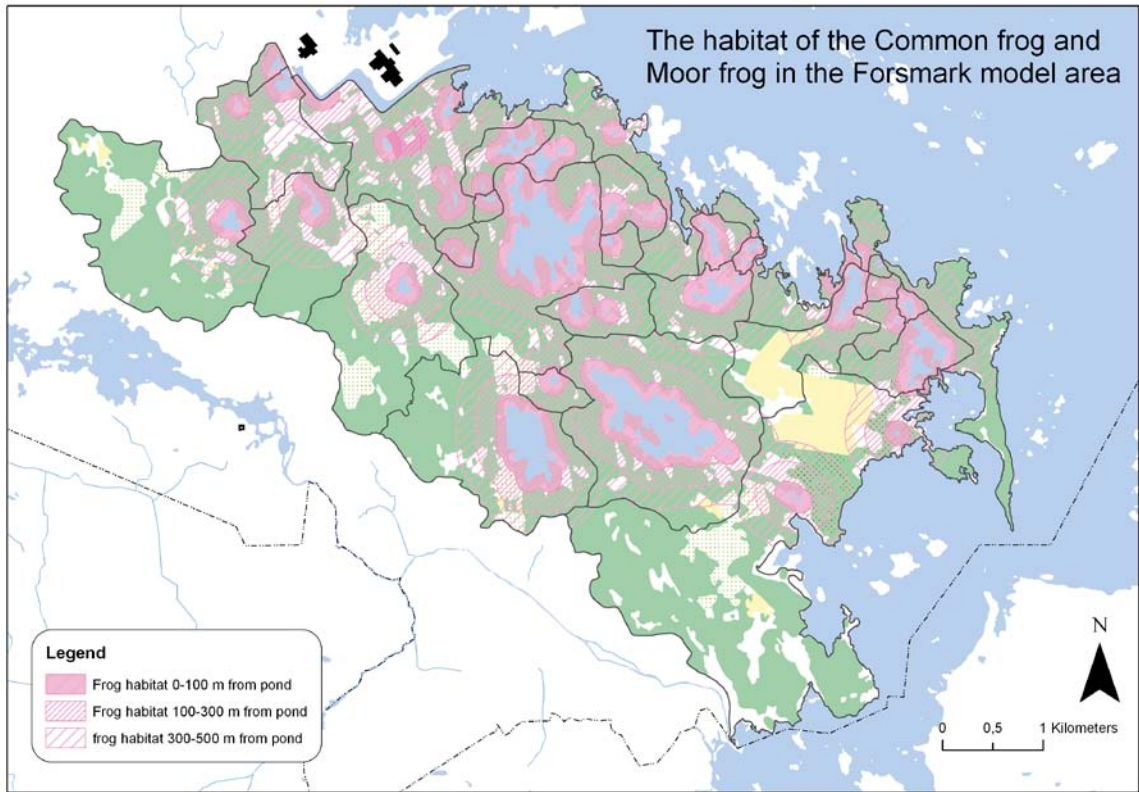 The habitat of the Common frog and
Moor frog in the Forsmark model area
Legend
Frog habitat 0-100 m from pond
Frog habitat 100-300 m from pond
frog habitat 300-500 m from pond
N
0 0,5 1 Kilometers